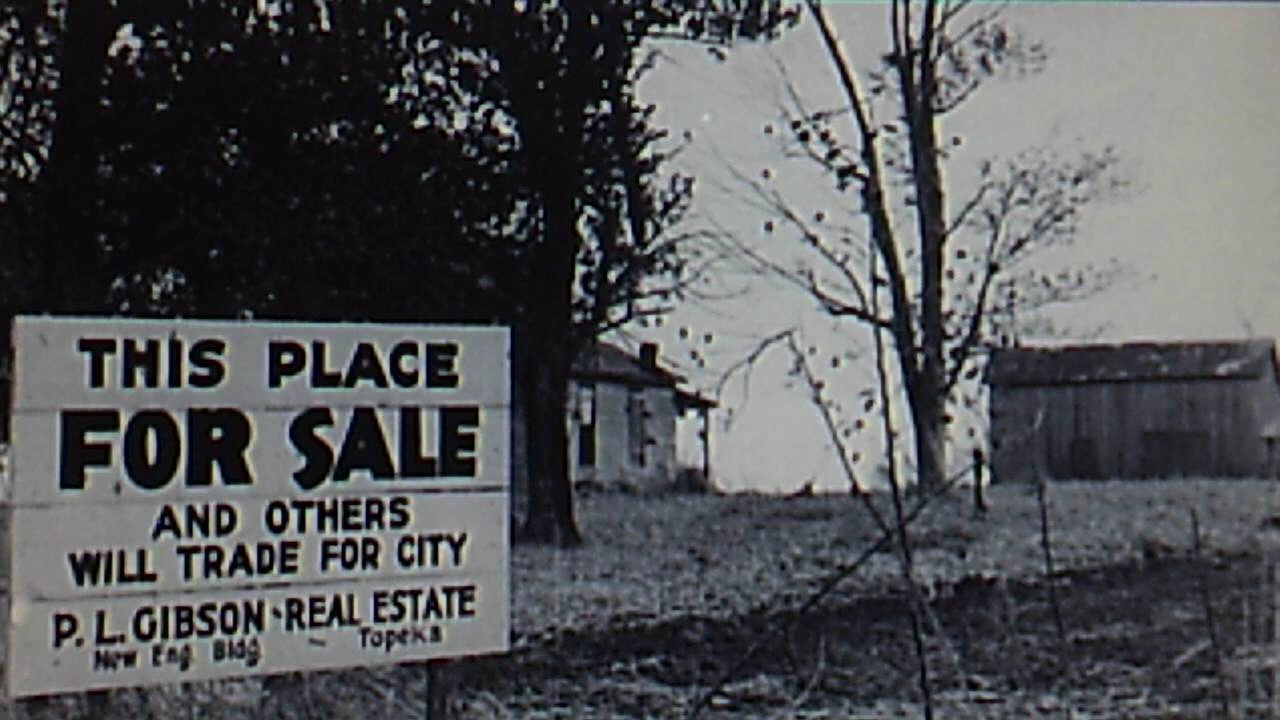 THIS PLACE
FOR SALE
AND OTHERS
WILL TRADE FOR CITY
P. L. GIBSON - REAL ESTATE
New Eng. Bldg. - Topeka